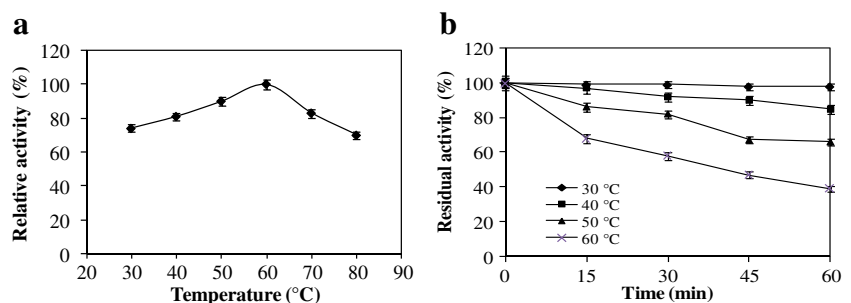 a
120
100
80
60
40
20
0
Relative activity (%)
20 30 40 50 60 70 80 90
Temperature (°C)
b
120
100
80
60
40
20
0
Residual activity (%)
30 °C
40 °C
50 °C
60 °C
0 15 30 45 60
Time (min)